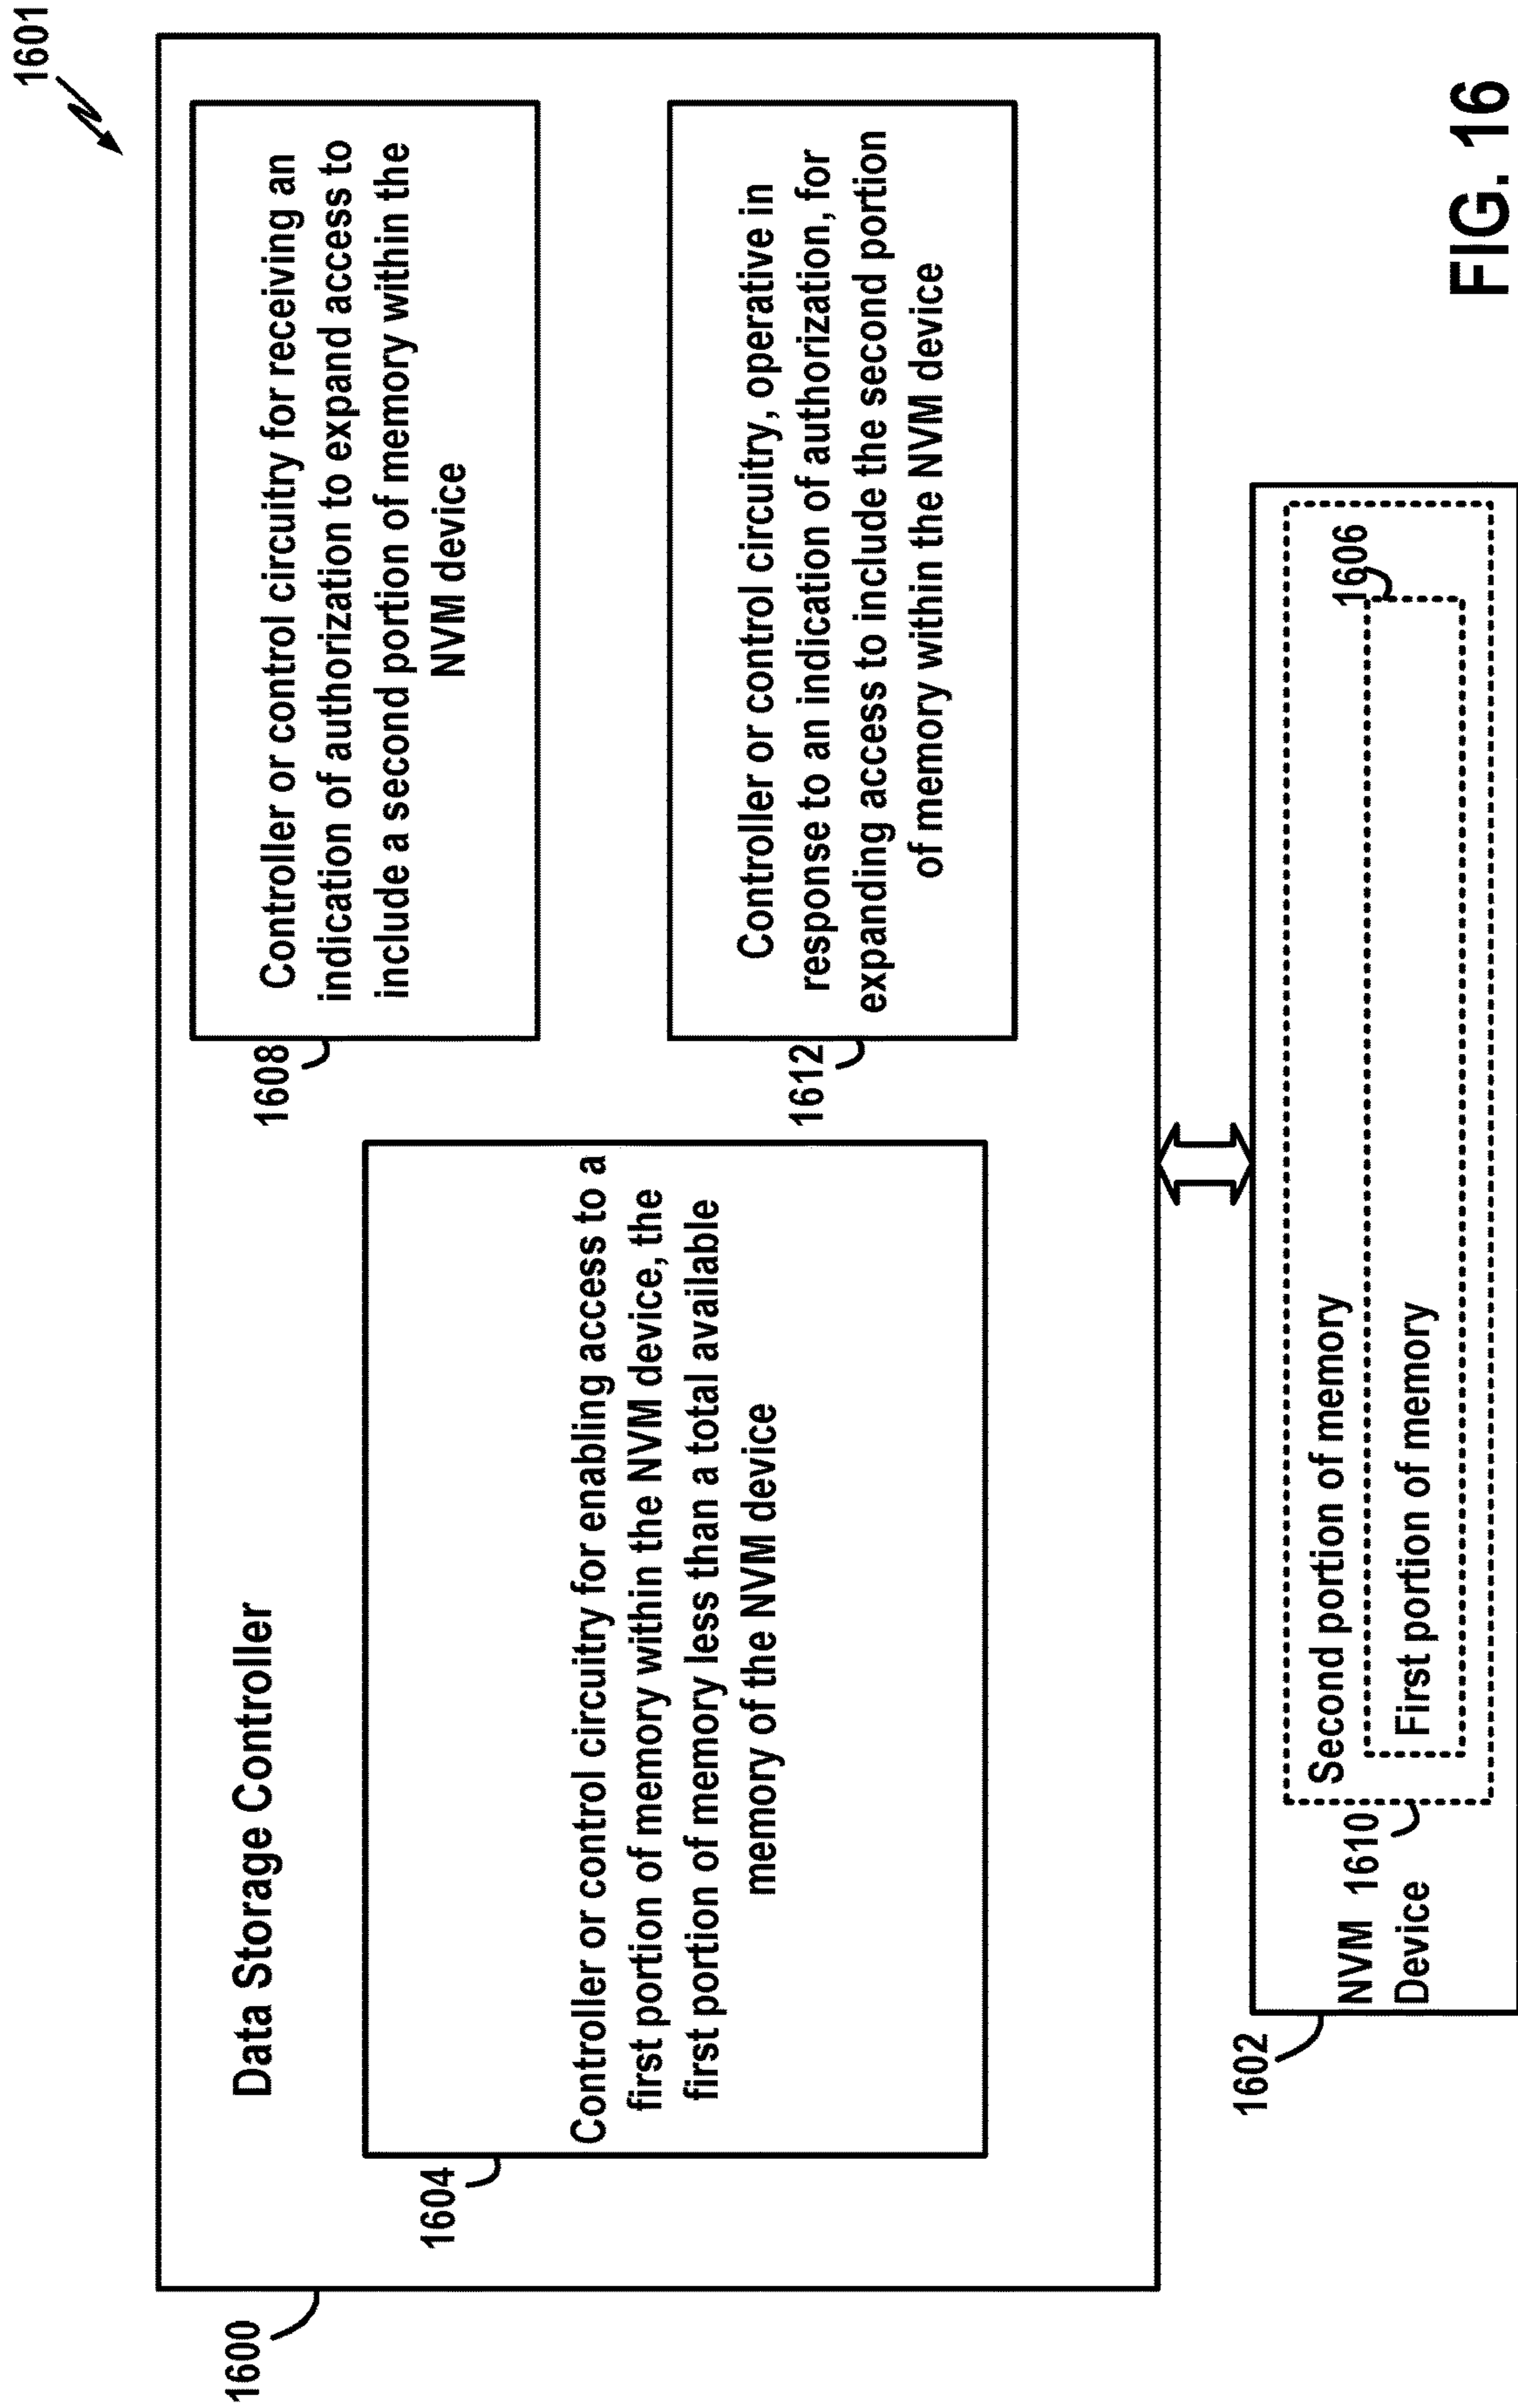 1601
1600
Data Storage Controller
1604
Controller or control circuitry for enabling access to a
first portion of memory within the NVM device, the
first portion of memory less than a total available
memory of the NVM device
1608
Controller or control circuitry for receiving an
indication of authorization to expand access to
include a second portion of memory within the
NVM device
1612
Controller or control circuitry, operative in
response to an indication of authorization, for
expanding access to include the second portion
of memory within the NVM device
1602
NVM
Device
1610
Second portion of memory
1606
First portion of memory
FIG. 16